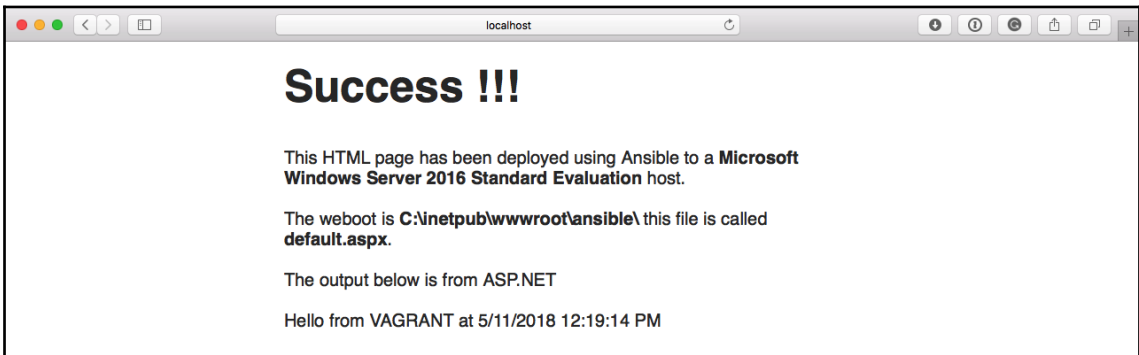 localhost
Success !!!
This HTML page has been deployed using Ansible to a Microsoft
Windows Server 2016 Standard Evaluation host.
The weboot is C:\inetpub\wwwroot\ansible\ this file is called
default.aspx.
The output below is from ASP.NET
Hello from VAGRANT at 5/11/2018 12:19:14 PM